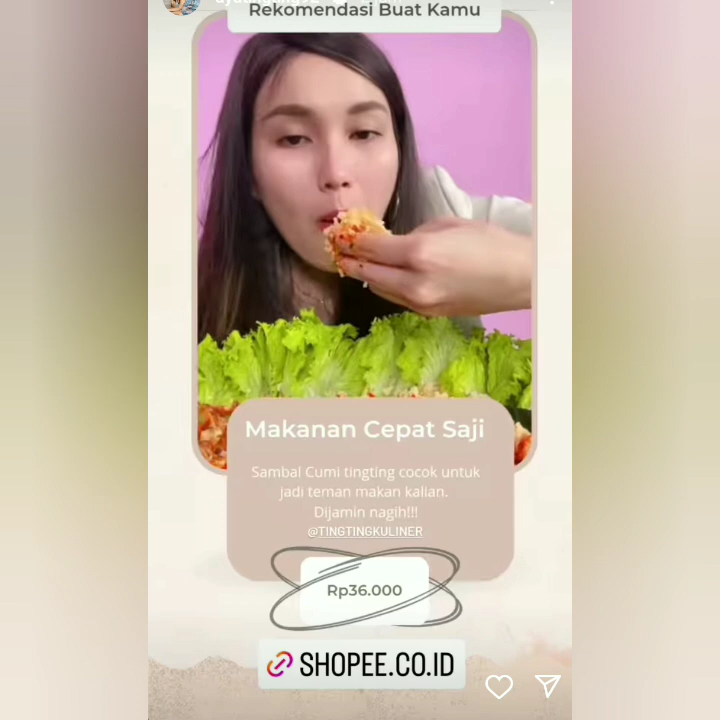 Rekomendasi Buat Kamu
Makanan Cepat Saji
Sambal Cumi tingting cocok untuk
jadi teman makan kalian.
Dijamin nagih!!!
@TINGTINGKULINER
Rp36.000
SHOPEE.CO.ID